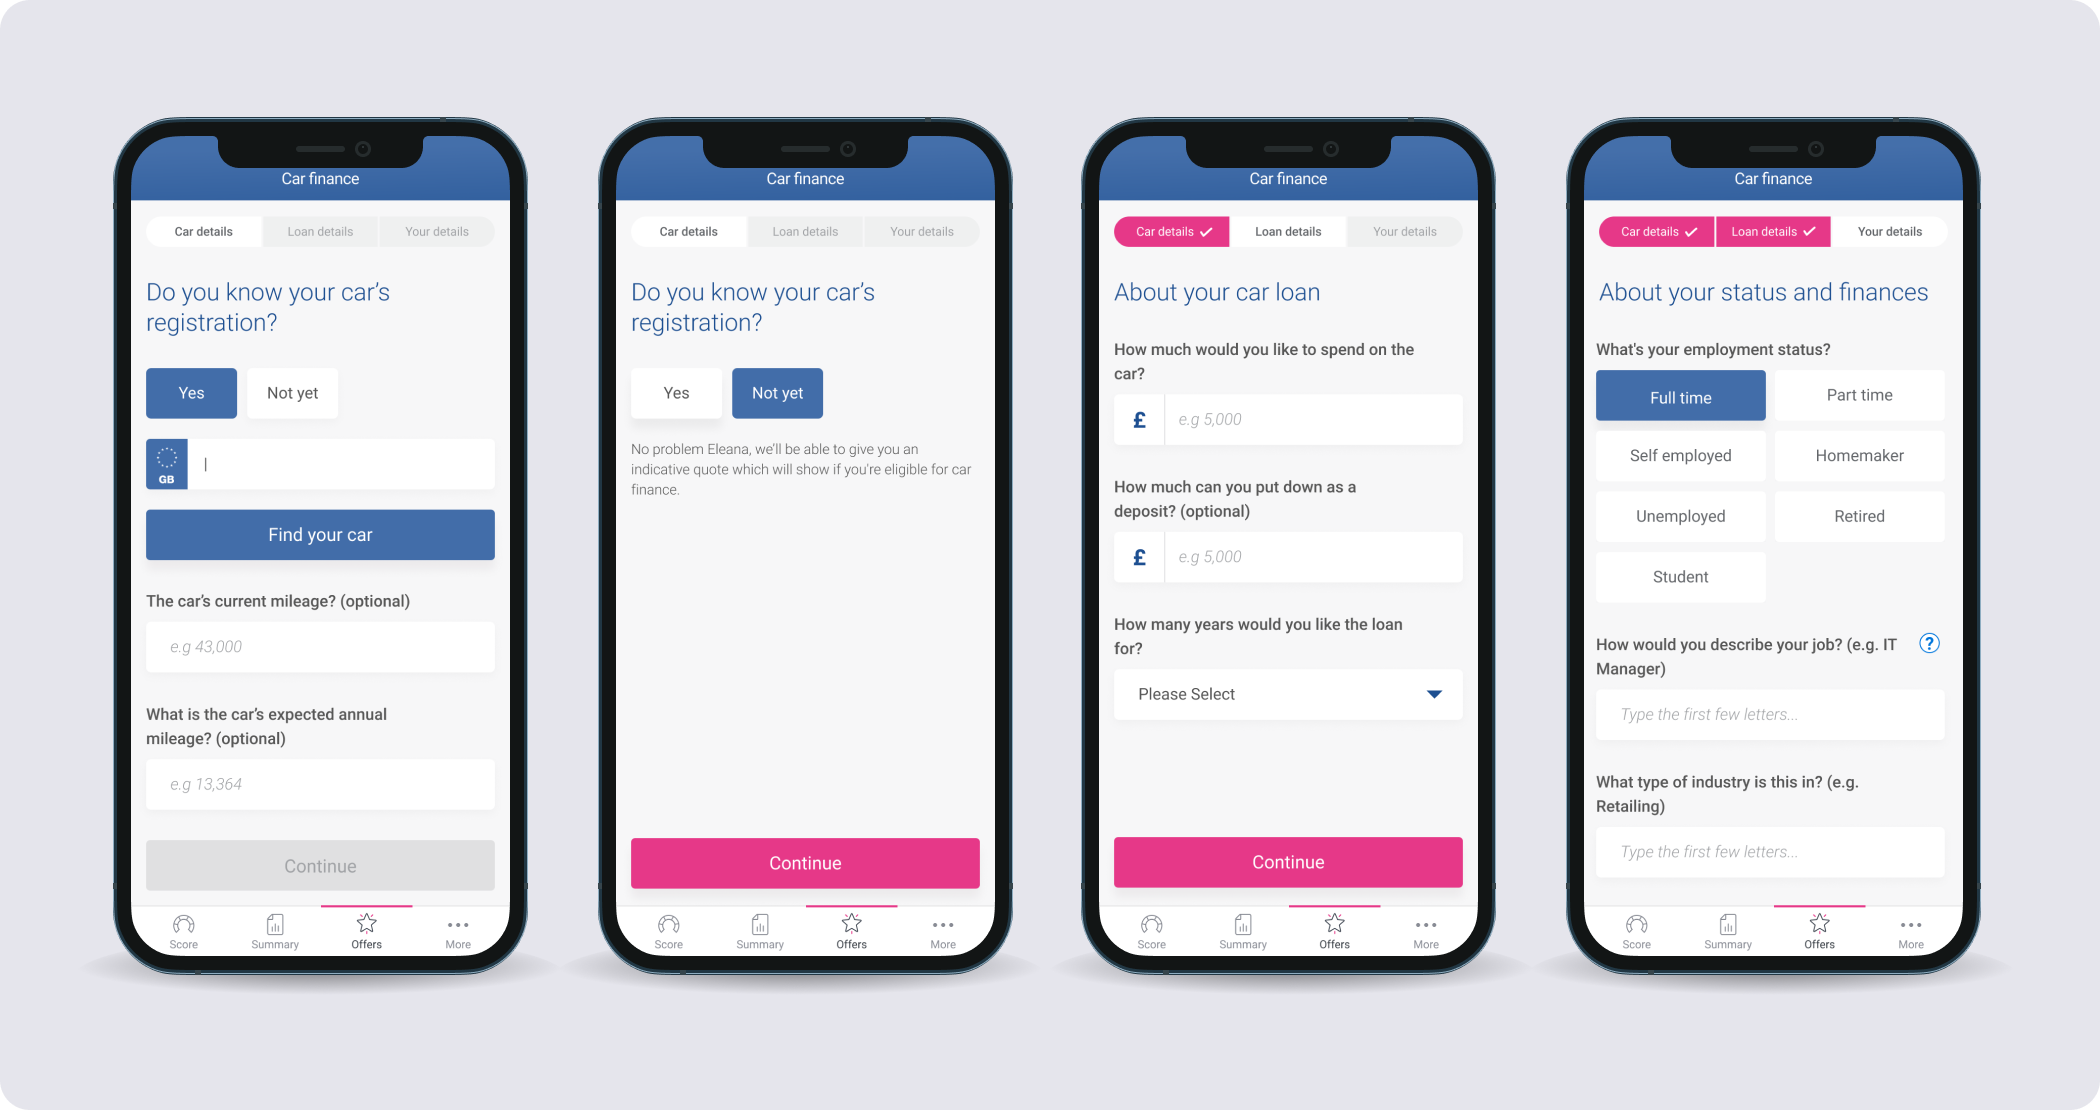 Car finance
Car details
Loan details
Your details
Do you know your car’s
registration?
Yes
Not yet
GB
Find your car
The car’s current mileage? (optional)
e.g 43,000
What is the car’s expected annual
mileage? (optional)
e.g 13,364
Continue
Score
Summary
Offers
More
Car finance
Car details
Loan details
Your details
Do you know your car’s
registration?
Yes
Not yet
No problem Eleana, we’ll be able to give you an
indicative quote which will show if you’re eligible for car
finance.
Continue
Score
Summary
Offers
More
Car finance
Car details
Loan details
Your details
About your car loan
How much would you like to spend on the
car?
£
e.g 5,000
How much can you put down as a
deposit? (optional)
£
e.g 5,000
How many years would you like the loan
for?
Please Select
Continue
Score
Summary
Offers
More
Car finance
Car details
Loan details
Your details
About your status and finances
What's your employment status?
Full time
Part time
Self employed
Homemaker
Unemployed
Retired
Student
How would you describe your job? (e.g. IT
Manager)
?
Type the first few letters...
What type of industry is this in? (e.g.
Retailing)
Type the first few letters...
Score
Summary
Offers
More